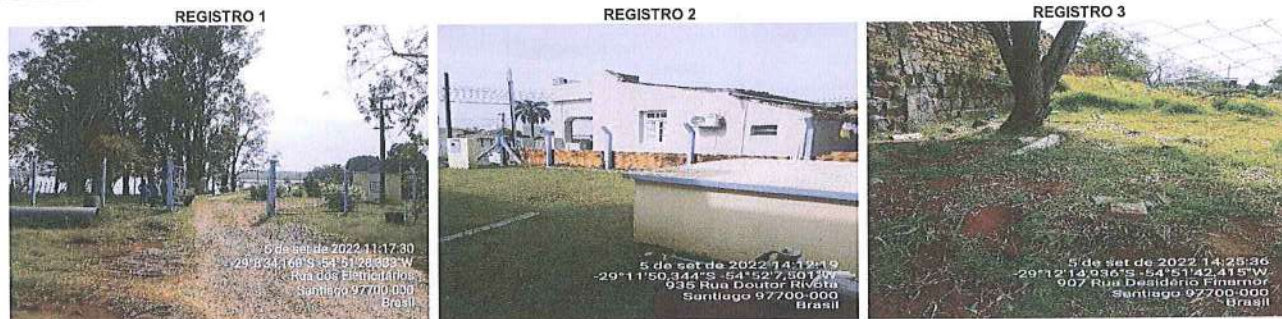 REGISTRO 1
5 de set de 2022 11:17:30
Rua dos Eletricitários
Santiago 97700-000
Brasil
REGISTRO 2
5 de set de 2022 14:12:19
-29°11'50,344"S -54°52'7,501"W
935 Rua Doutor Rivota
Santiago 97700-000
Brasil
REGISTRO 3
5 de set de 2022 14:25:36
-29°12'14,936"S -54°51'42,415"W
907 Rua Desidério Finamor
Santiago 97700-000
Brasil